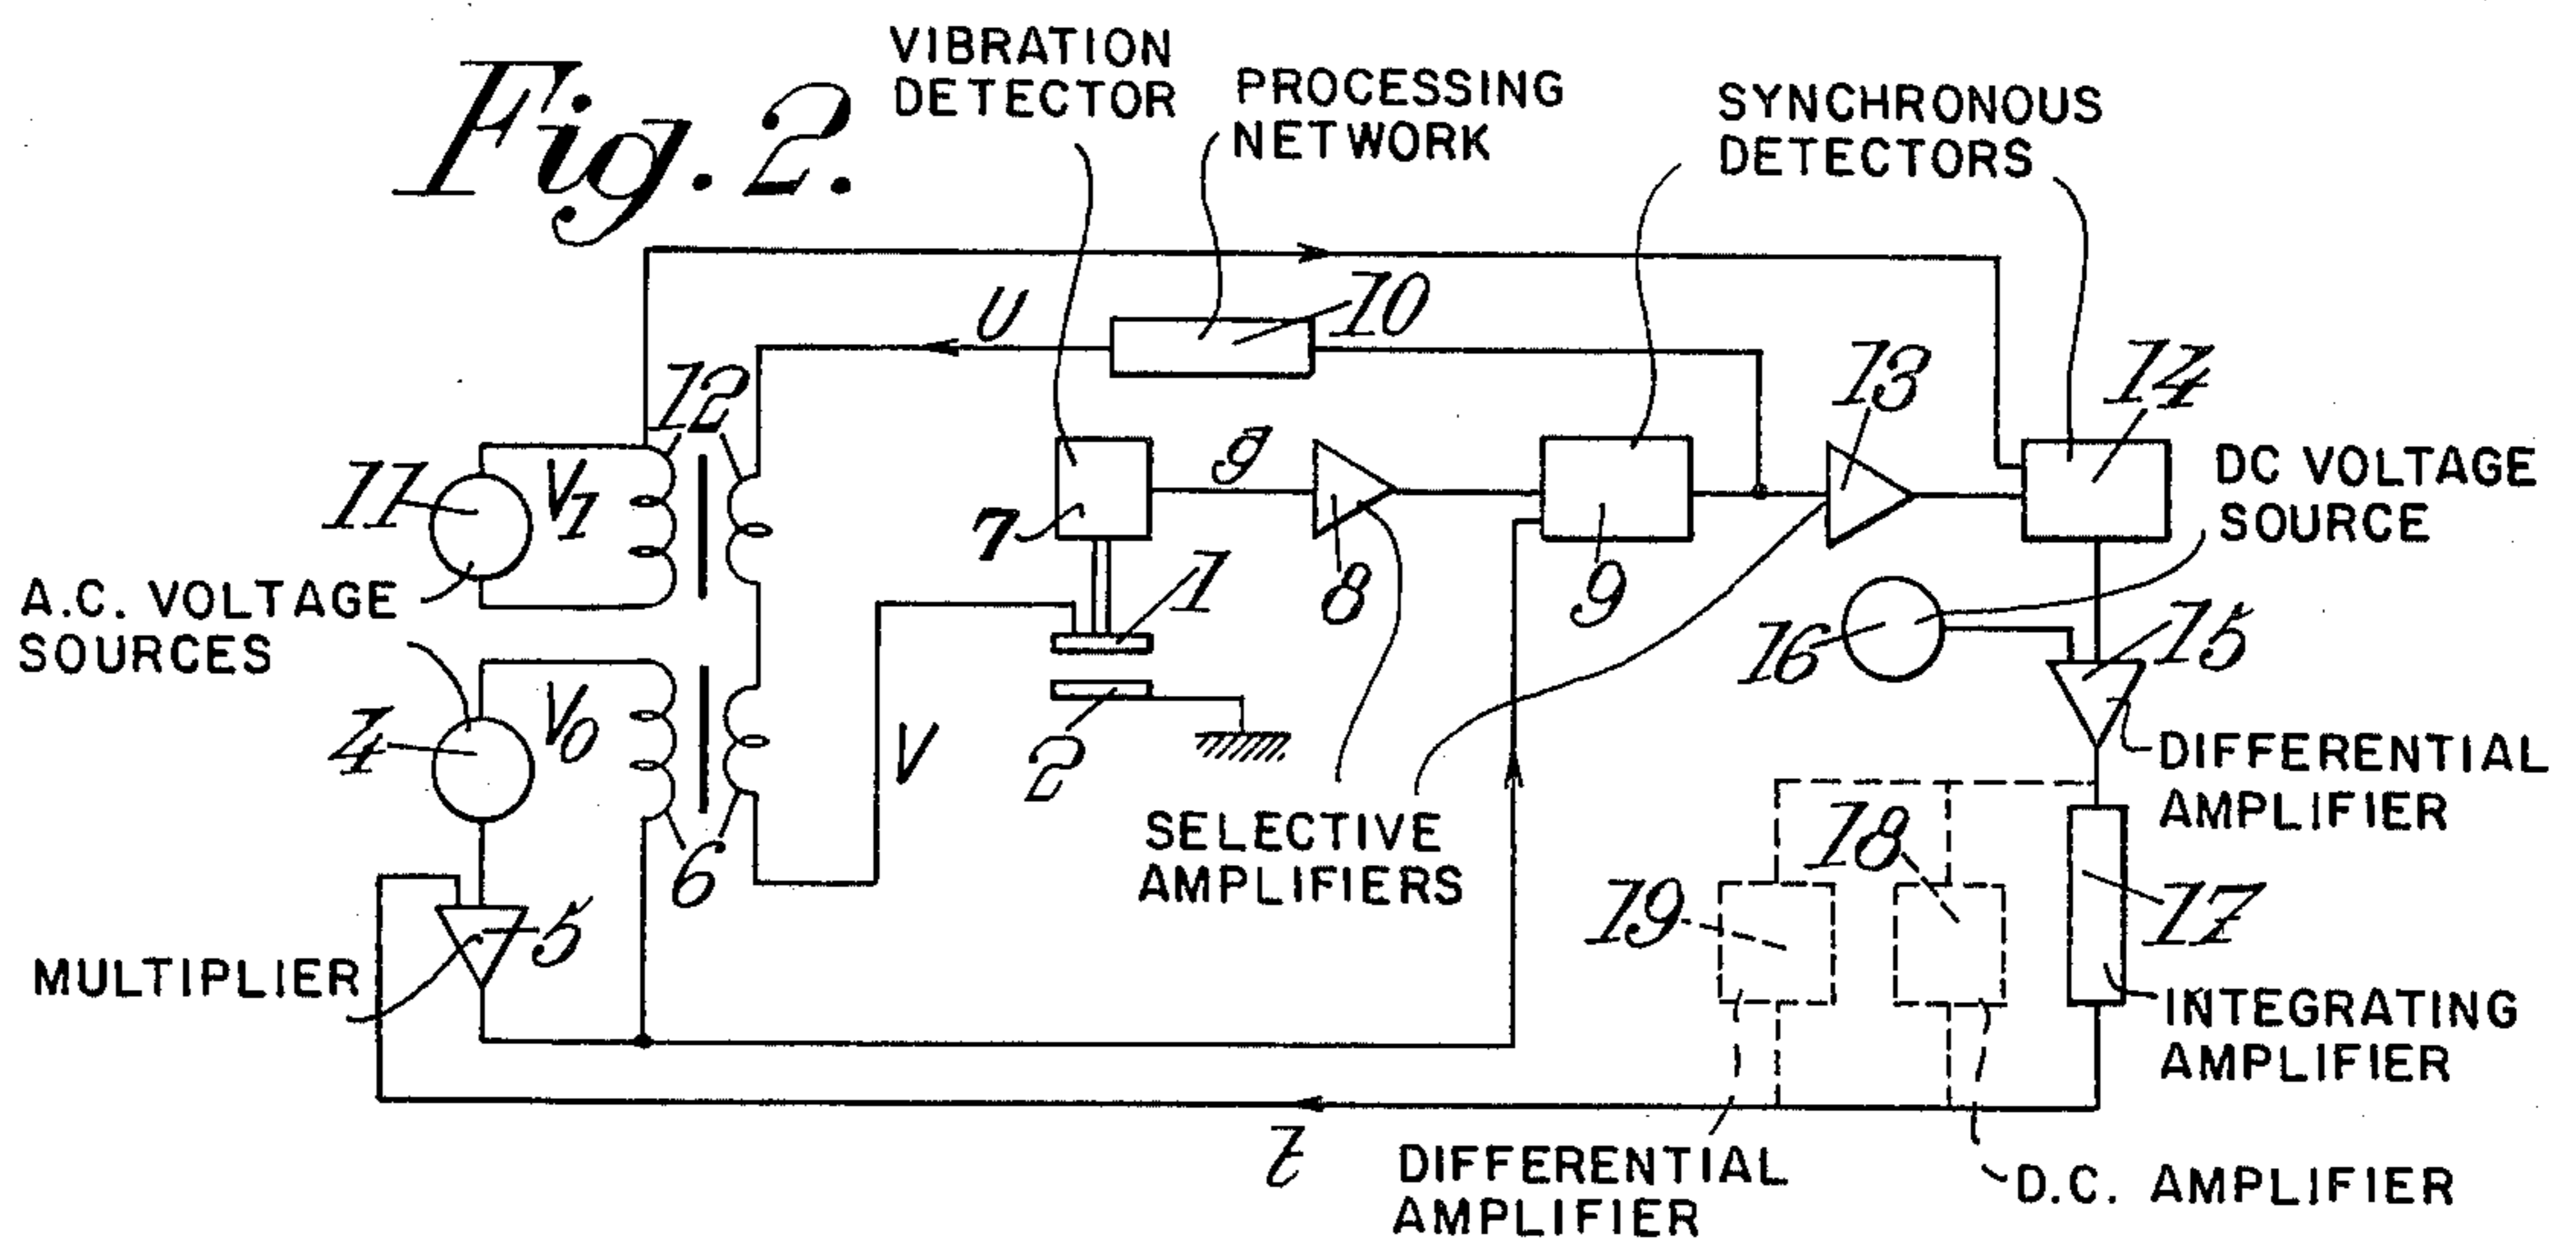 Fig. 2.
VIBRATION
DETECTOR
PROCESSING
NETWORK
SYNCHRONOUS
DETECTORS
U
10
12
13
14
11
V1
g
7
8
9
DC VOLTAGE
SOURCE
A.C. VOLTAGE
SOURCES
1
16
15
4
V0
V
2
DIFFERENTIAL
AMPLIFIER
SELECTIVE
AMPLIFIERS
6
18
19
17
5
MULTIPLIER
INTEGRATING
AMPLIFIER
DIFFERENTIAL
AMPLIFIER
D.C. AMPLIFIER